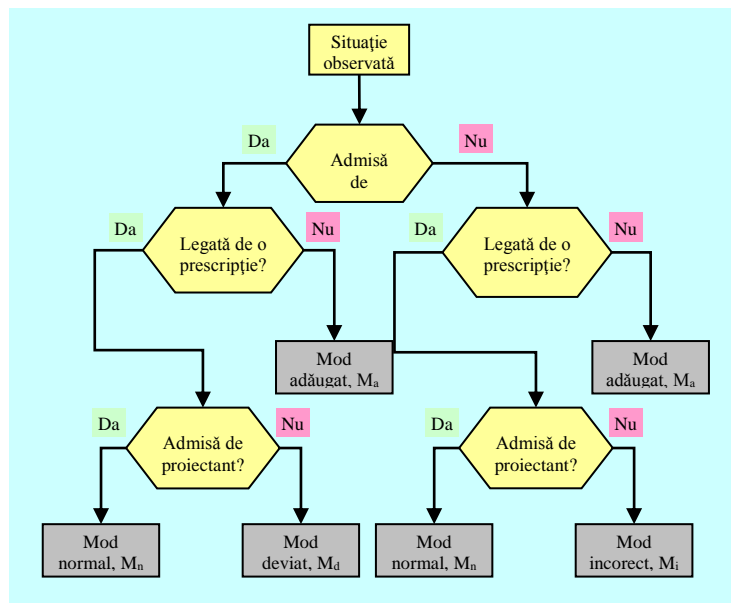 Situație
observată
Da
Nu
Admisă
de
Da
Nu
Da
Nu
Legată de o
prescripție?
Legată de o
prescripție?
Mod
adăugat, Mₐ
Mod
adăugat, Mₐ
Da
Nu
Da
Nu
Admisă de
proiectant?
Admisă de
proiectant?
Mod
normal, Mₙ
Mod
deviat, M_d
Mod
normal, Mₙ
Mod
incorect, Mᵢ